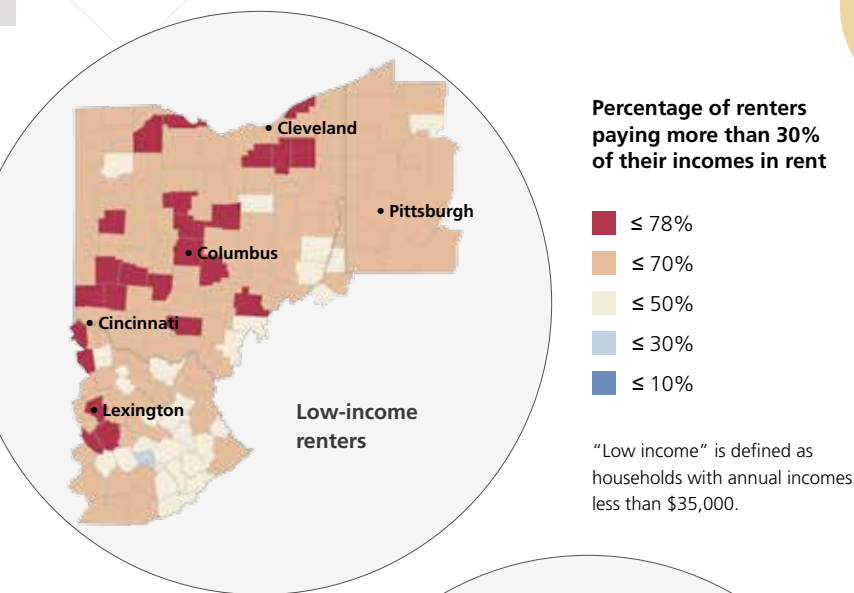 Percentage of renters
paying more than 30%
of their incomes in rent
≤ 78%
≤ 70%
≤ 50%
≤ 30%
≤ 10%
“Low income” is defined as
households with annual incomes
less than $35,000.
• Cleveland
• Pittsburgh
• Columbus
• Cincinnati
• Lexington
Low-income
renters